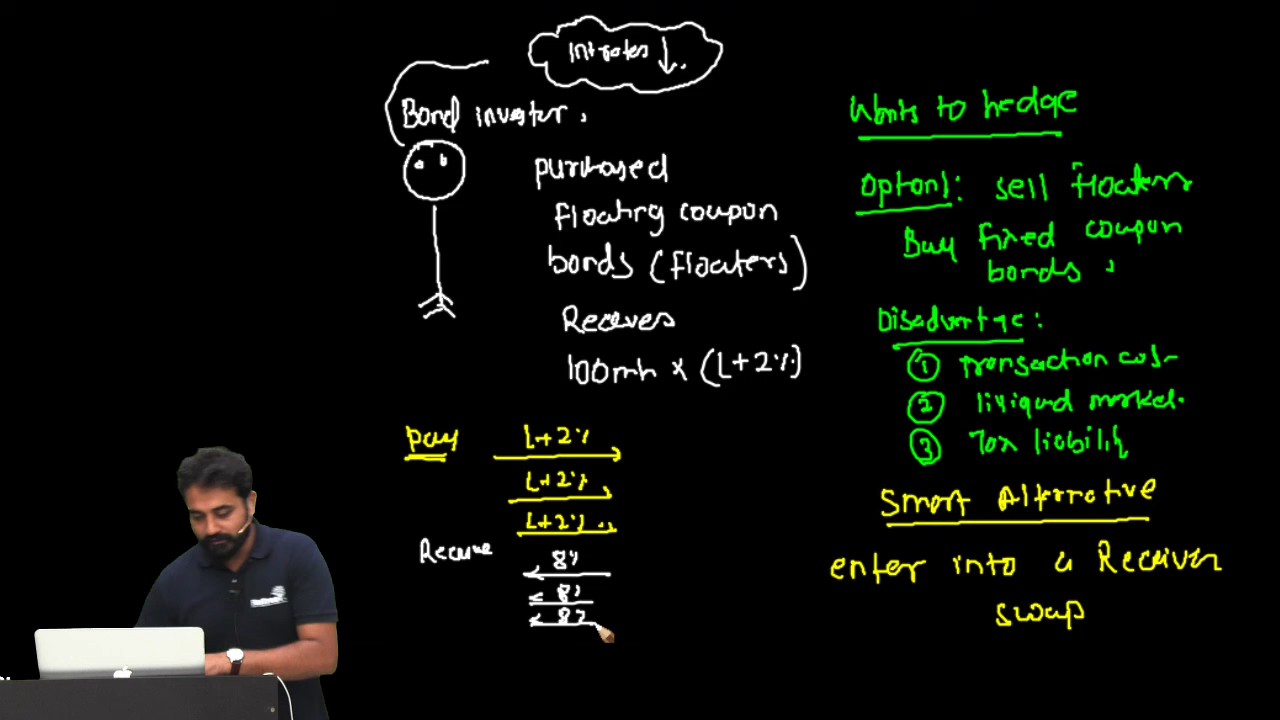 Int rates ↓.
Bond investor.
purchased
floating coupon
bonds (floaters)
Receives
100mn x (L+2%)
Pay
L+2%
L+2%
L+2%
Receive
8%
8%
8%
Wants to hedge
Option1: sell floaters
Buy fixed coupon
bonds
Disadvantage:
① Transaction cost
② market.
③ Tax liability
Smart Alternative
enter into a Receiver
swap